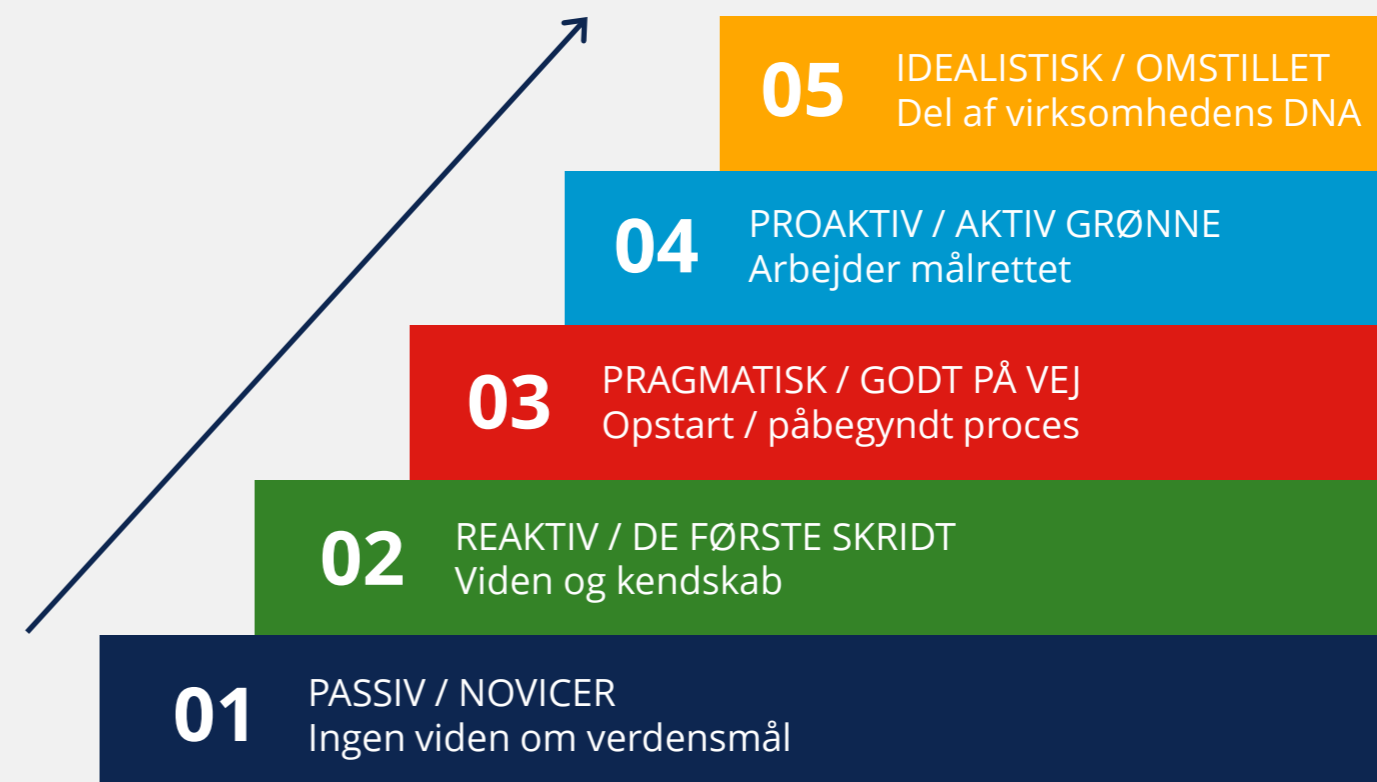 05
IDEALISTISK / OMSTILLET
Del af virksomhedens DNA
04
PROAKTIV / AKTIV GRØNNE
Arbejder målrettet
03
PRAGMATISK / GODT PÅ VEJ
Opstart / påbegyndt proces
02
REAKTIV / DE FØRSTE SKRIDT
Viden og kendskab
01
PASSIV / NOVICER
Ingen viden om verdensmål